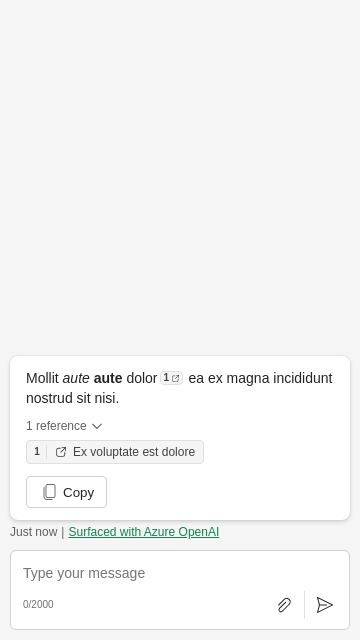 Mollit aute aute dolor 1 ea ex magna incididunt
nostrud sit nisi.
1 reference
1 Ex voluptate est dolore
Copy
Just now | Surfaced with Azure OpenAI
Type your message
0/2000